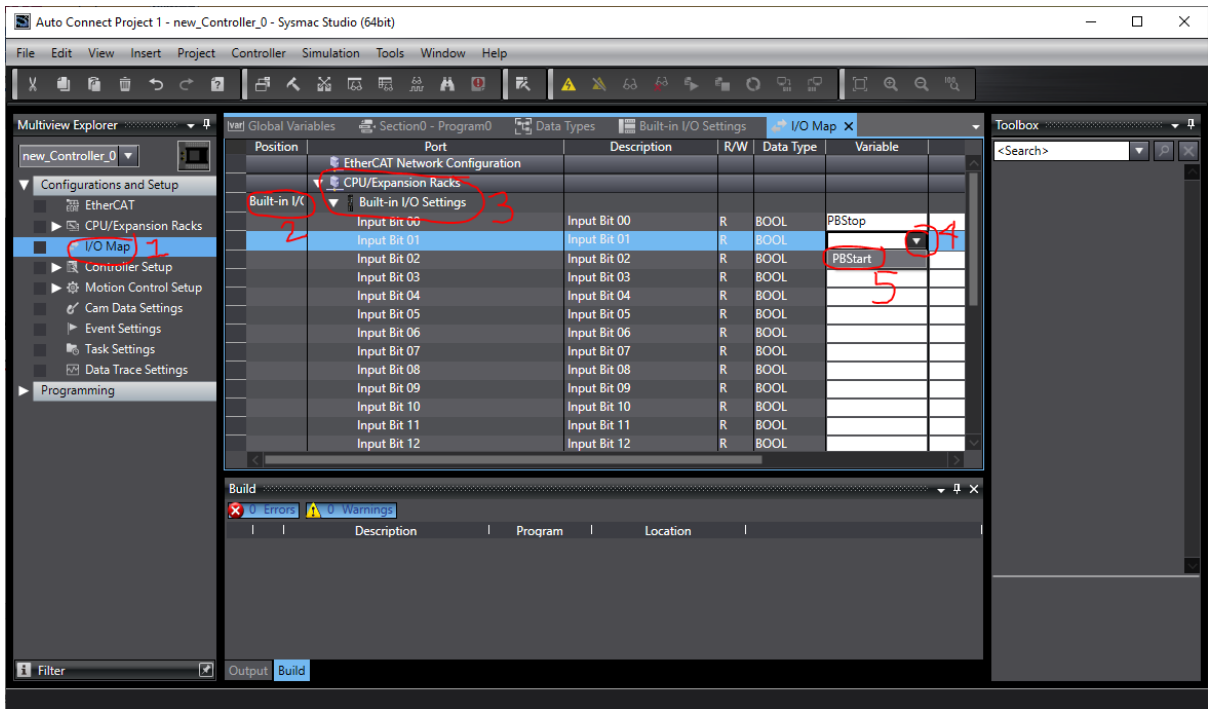 Auto Connect Project 1 - new_Controller_0 - Sysmac Studio (64bit)
File Edit View Insert Project Controller Simulation Tools Window Help
Multiview Explorer
new_Controller_0
Configurations and Setup
EtherCAT
CPU/Expansion Racks
I/O Map 1
Controller Setup
Motion Control Setup
Cam Data Settings
Event Settings
Task Settings
Data Trace Settings
Programming
Filter
Global Variables Section0 - Program0 Data Types Built-in I/O Settings I/O Map
Position Port Description R/W Data Type Variable
EtherCAT Network Configuration
CPU/Expansion Racks
Built-in I/ Built-in I/O Settings 3
2 Input Bit 00 Input Bit 00 R BOOL PBStop
Input Bit 01 Input Bit 01 R BOOL 4
Input Bit 02 Input Bit 02 R BOOL PBStart
Input Bit 03 Input Bit 03 R BOOL 5
Input Bit 04 Input Bit 04 R BOOL
Input Bit 05 Input Bit 05 R BOOL
Input Bit 06 Input Bit 06 R BOOL
Input Bit 07 Input Bit 07 R BOOL
Input Bit 08 Input Bit 08 R BOOL
Input Bit 09 Input Bit 09 R BOOL
Input Bit 10 Input Bit 10 R BOOL
Input Bit 11 Input Bit 11 R BOOL
Input Bit 12 Input Bit 12 R BOOL
Build
0 Errors 0 Warnings
Description Program Location
Output Build
Toolbox
<Search>